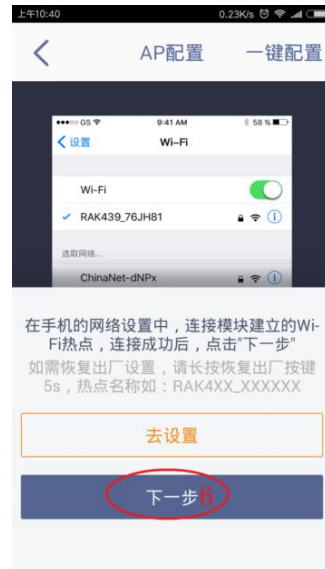 上午10:40 0.23K/s
AP配置 一键配置
GS 9:41 AM 58 %
设置 Wi-Fi
Wi-Fi
RAK439_76JH81
选取网络...
ChinaNet-dNPx
在手机的网络设置中，连接模块建立的Wi-
Fi热点，连接成功后，点击"下一步"
如需恢复出厂设置，请长按恢复出厂按键
5s，热点名称如：RAK4XX_XXXXXX
去设置
下一步6